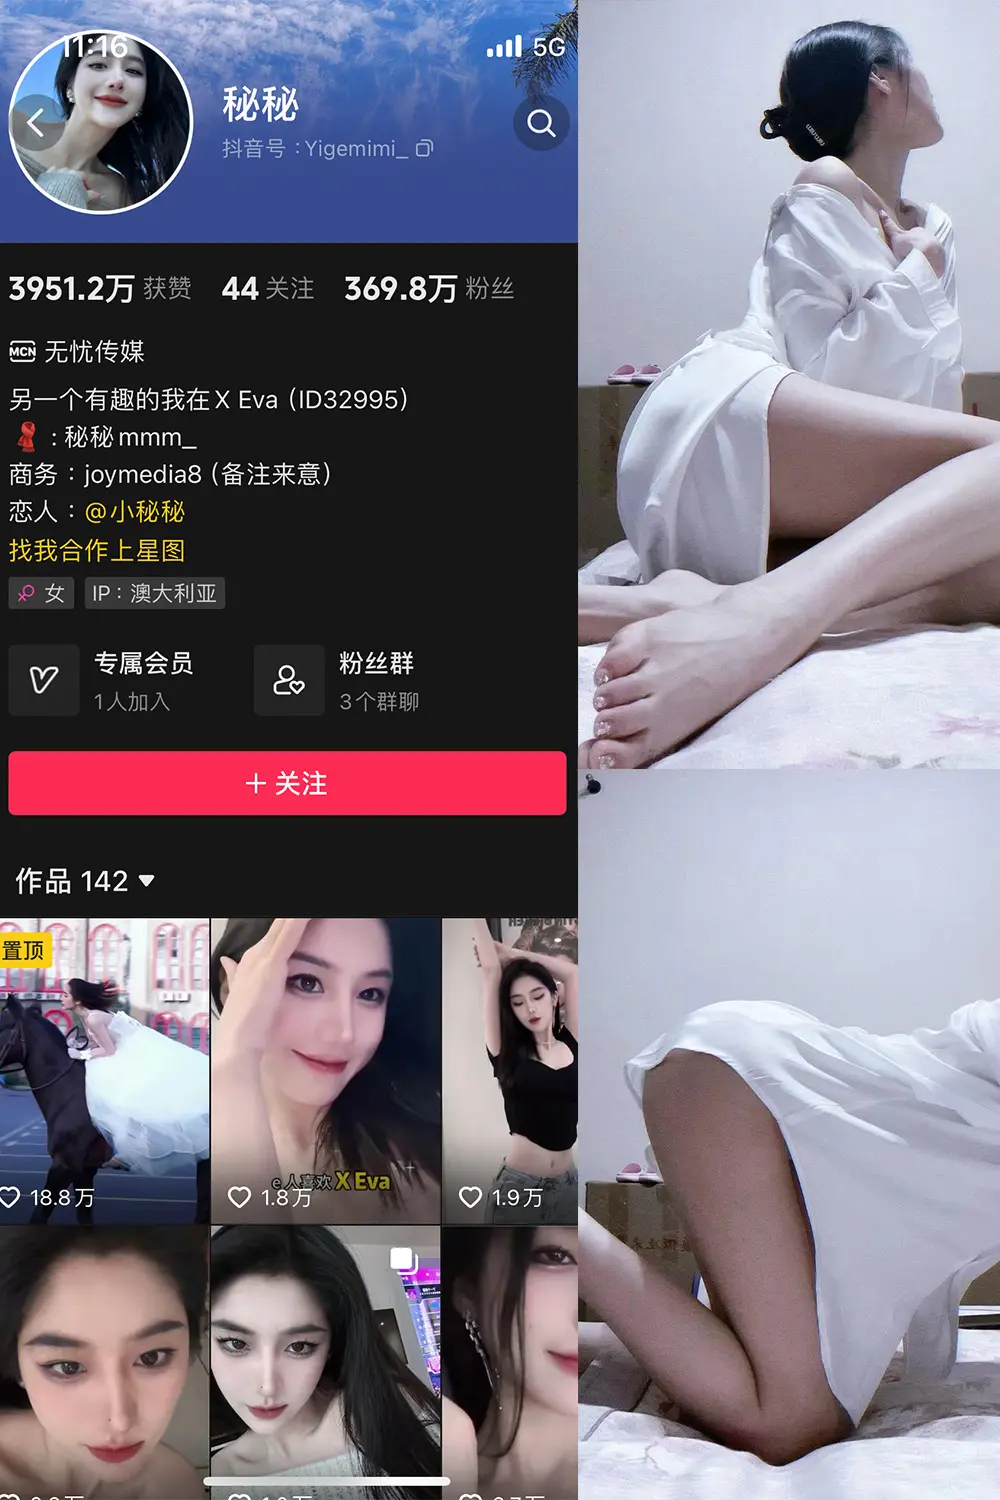 11:16
5G
秘秘
抖音号：Yigemimi_
3951.2万 获赞 44 关注 369.8万 粉丝
MCN 无忧传媒
另一个有趣的我在X Eva（ID32995）
：秘秘mmm_
商务：joymedia8（备注来意）
恋人：@小秘秘
找我合作上星图
女 IP：澳大利亚
专属会员
1人加入
粉丝群
3个群聊
+ 关注
作品 142
置顶
e人喜欢 X Eva
18.8万
1.8万
1.9万